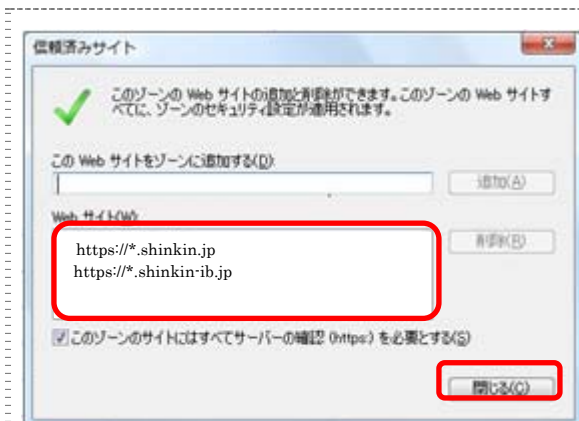 信頼済みサイト
このゾーンの Web サイトの追加と削除ができます。このゾーンの Web サイトす
べてに、ゾーンのセキュリティ設定が適用されます。
この Web サイトをゾーンに追加する(D):
追加(A)
Web サイト(W):
https://*.shinkin.jp
https://*.shinkin-ib.jp
削除(R)
このゾーンのサイトにはすべてサーバーの確認 (https:) を必要とする(S)
閉じる(C)